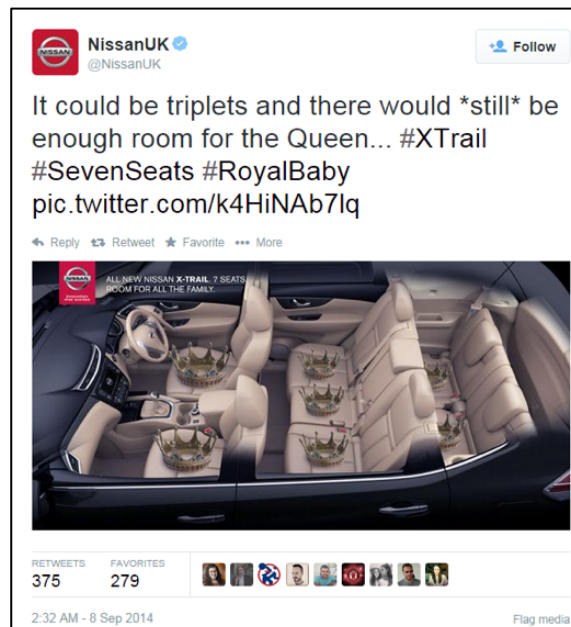 NissanUK
@NissanUK
Follow
It could be triplets and there would *still* be
enough room for the Queen... #XTrail
#SevenSeats #RoyalBaby
pic.twitter.com/k4HiNAb7lq
Reply Retweet Favorite More
NISSAN
ALL NEW NISSAN X-TRAIL. 7 SEATS.
ROOM FOR ALL THE FAMILY.
RETWEETS FAVORITES
375 279
2:32 AM - 8 Sep 2014 Flag media